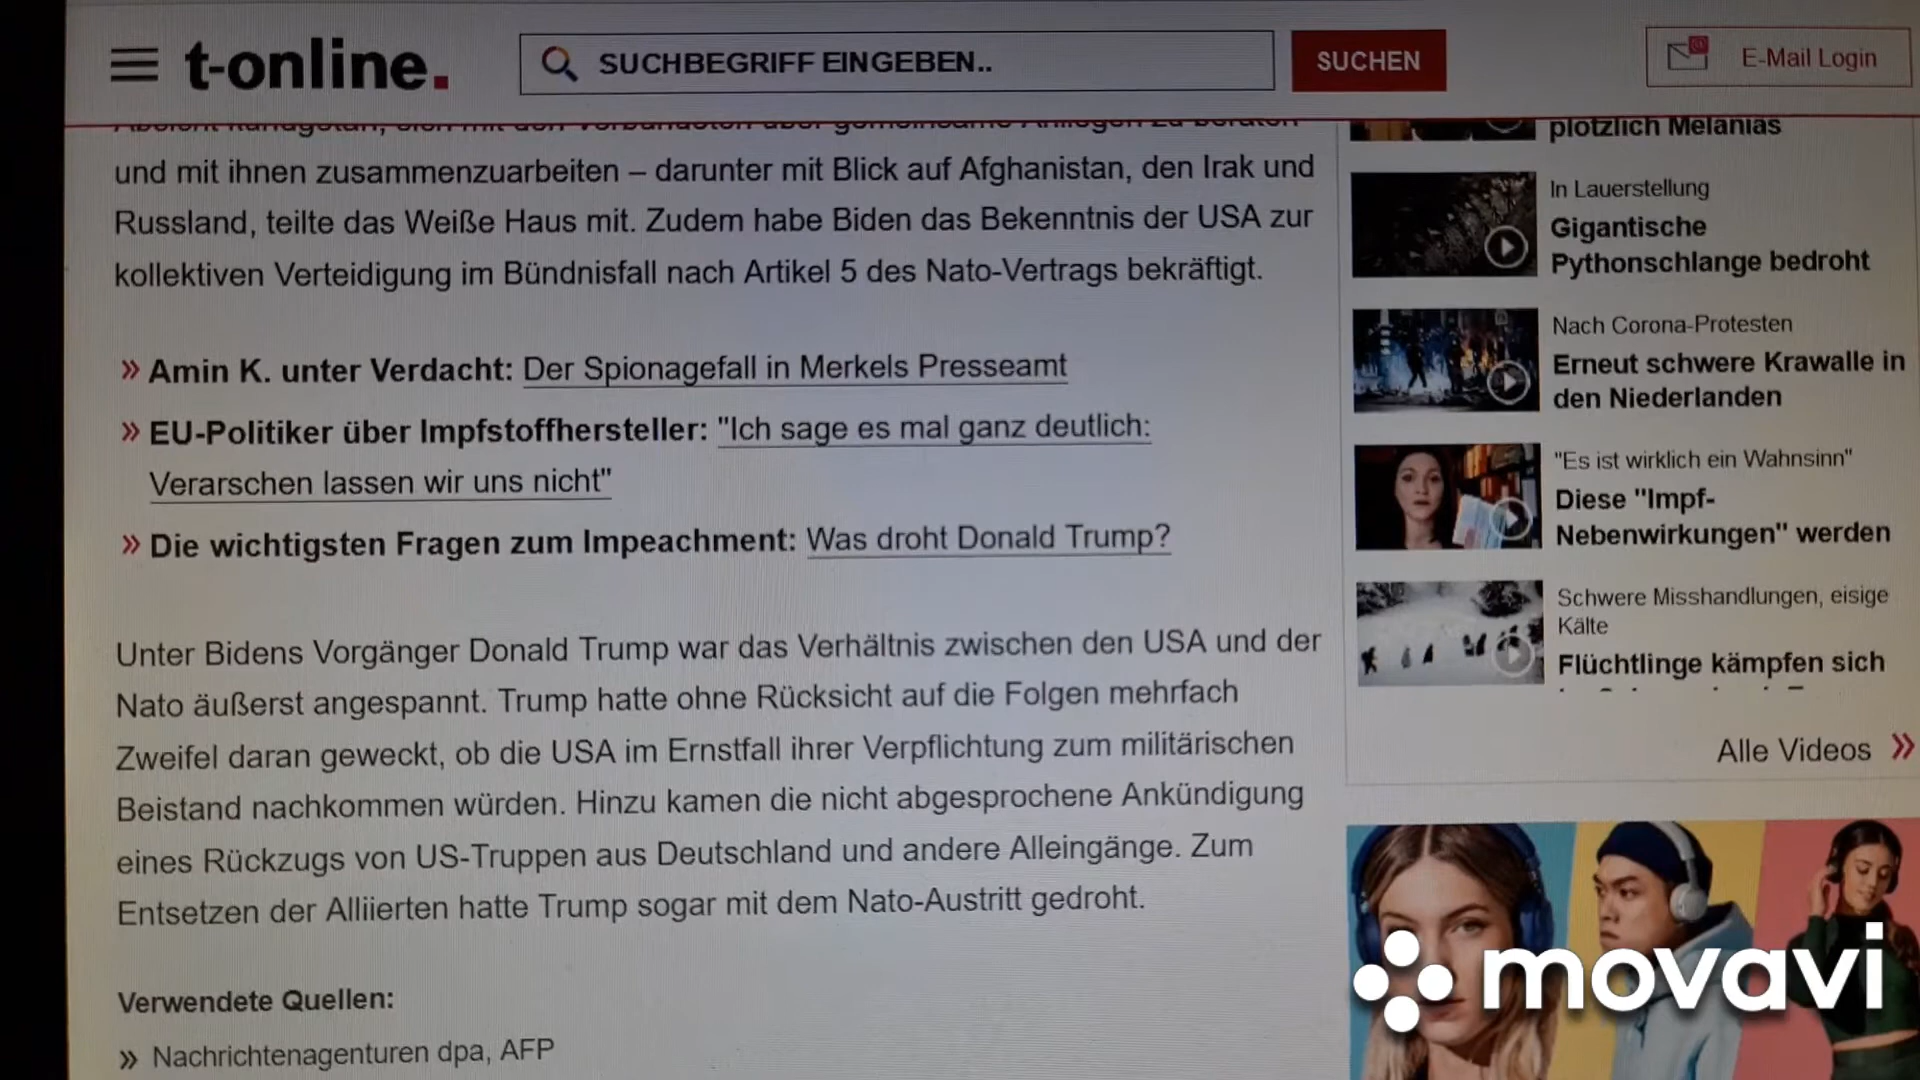 t-online.
SUCHBEGRIFF EINGEBEN..
SUCHEN
E-Mail Login
und mit ihnen zusammenzuarbeiten – darunter mit Blick auf Afghanistan, den Irak und
Russland, teilte das Weiße Haus mit. Zudem habe Biden das Bekenntnis der USA zur
kollektiven Verteidigung im Bündnisfall nach Artikel 5 des Nato-Vertrags bekräftigt.
» Amin K. unter Verdacht: Der Spionagefall in Merkels Presseamt
» EU-Politiker über Impfstoffhersteller: "Ich sage es mal ganz deutlich:
Verarschen lassen wir uns nicht"
» Die wichtigsten Fragen zum Impeachment: Was droht Donald Trump?
Unter Bidens Vorgänger Donald Trump war das Verhältnis zwischen den USA und der
Nato äußerst angespannt. Trump hatte ohne Rücksicht auf die Folgen mehrfach
Zweifel daran geweckt, ob die USA im Ernstfall ihrer Verpflichtung zum militärischen
Beistand nachkommen würden. Hinzu kamen die nicht abgesprochene Ankündigung
eines Rückzugs von US-Truppen aus Deutschland und andere Alleingänge. Zum
Entsetzen der Alliierten hatte Trump sogar mit dem Nato-Austritt gedroht.
Verwendete Quellen:
» Nachrichtenagenturen dpa, AFP
plötzlich Melanias
In Lauerstellung
Gigantische
Pythonschlange bedroht
Nach Corona-Protesten
Erneut schwere Krawalle in
den Niederlanden
"Es ist wirklich ein Wahnsinn"
Diese "Impf-
Nebenwirkungen" werden
Schwere Misshandlungen, eisige
Kälte
Flüchtlinge kämpfen sich
Alle Videos »
movavi